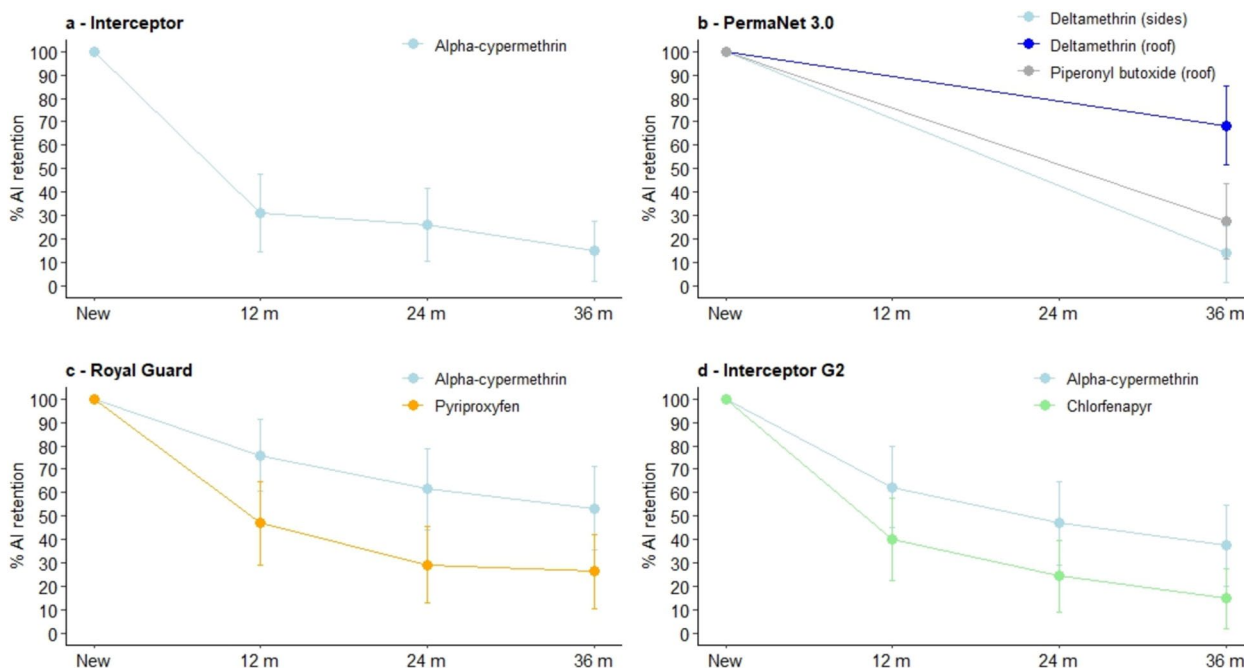 a - Interceptor
Alpha-cypermethrin
% AI retention
100
90
80
70
60
50
40
30
20
10
0
New
12 m
24 m
36 m
b - PermaNet 3.0
Deltamethrin (sides)
Deltamethrin (roof)
Piperonyl butoxide (roof)
% AI retention
100
90
80
70
60
50
40
30
20
10
0
New
12 m
24 m
36 m
c - Royal Guard
Alpha-cypermethrin
Pyriproxyfen
% AI retention
100
90
80
70
60
50
40
30
20
10
0
New
12 m
24 m
36 m
d - Interceptor G2
Alpha-cypermethrin
Chlorfenapyr
% AI retention
100
90
80
70
60
50
40
30
20
10
0
New
12 m
24 m
36 m